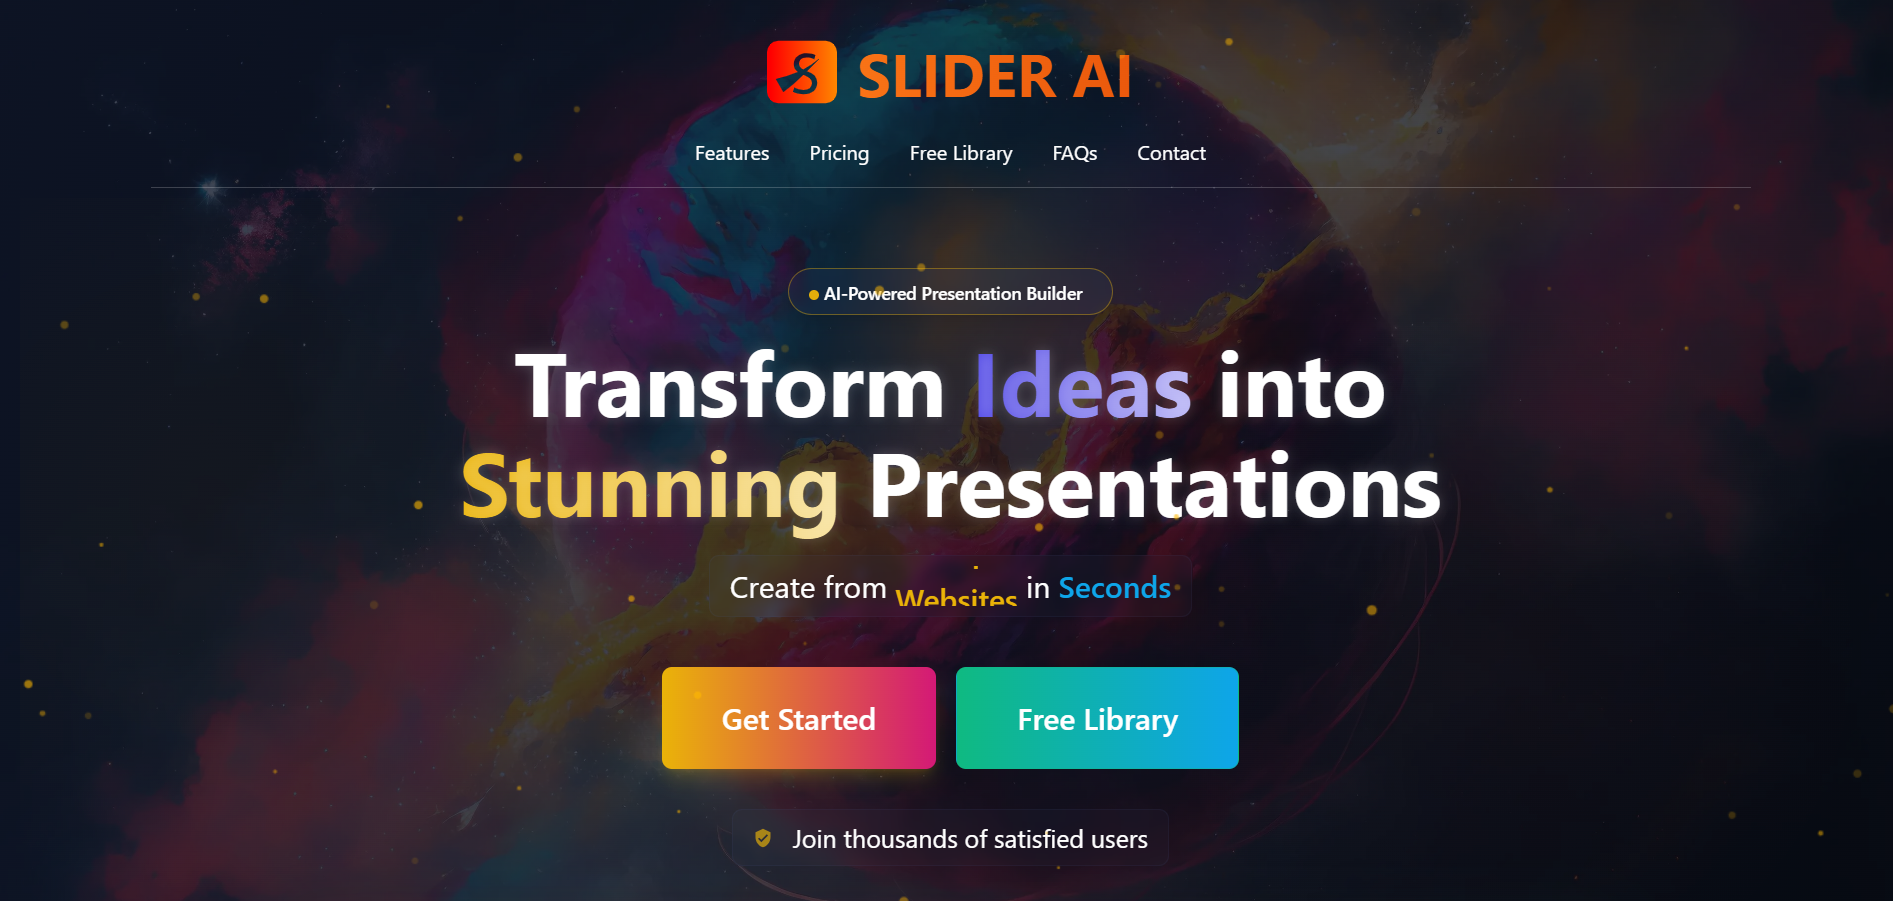 SLIDER AI
Features Pricing Free Library FAQs Contact
AI-Powered Presentation Builder
Transform Ideas into
Stunning Presentations
Create from Websites in Seconds
Get Started Free Library
Join thousands of satisfied users